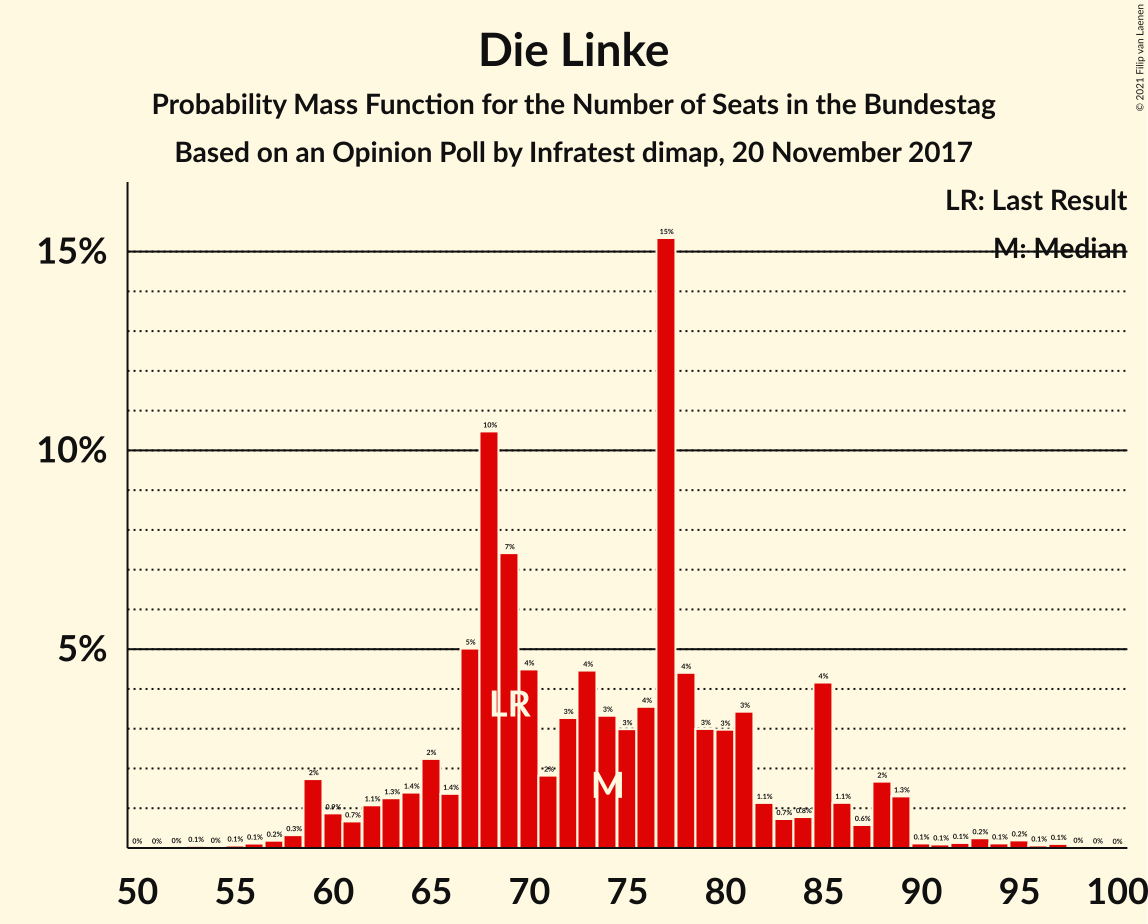 © 2021 Filip van Laenen
Die Linke
Probability Mass Function for the Number of Seats in the Bundestag
Based on an Opinion Poll by Infratest dimap, 20 November 2017
LR: Last Result
M: Median
15%
10%
5%
0% 0% 0% 0.1% 0% 0.1% 0.1% 0.2% 0.3% 2% 0.9% 0.7% 1.1% 1.3% 1.4% 2% 1.4% 5% 10% 7% 4% 2% 3% 4% 3% 3% 4% 15% 4% 3% 3% 3% 1.1% 0.7% 0.8% 4% 1.1% 0.6% 2% 1.3% 0.1% 0.1% 0.1% 0.2% 0.1% 0.2% 0.1% 0.1% 0% 0% 0%
LR
M
50 55 60 65 70 75 80 85 90 95 100